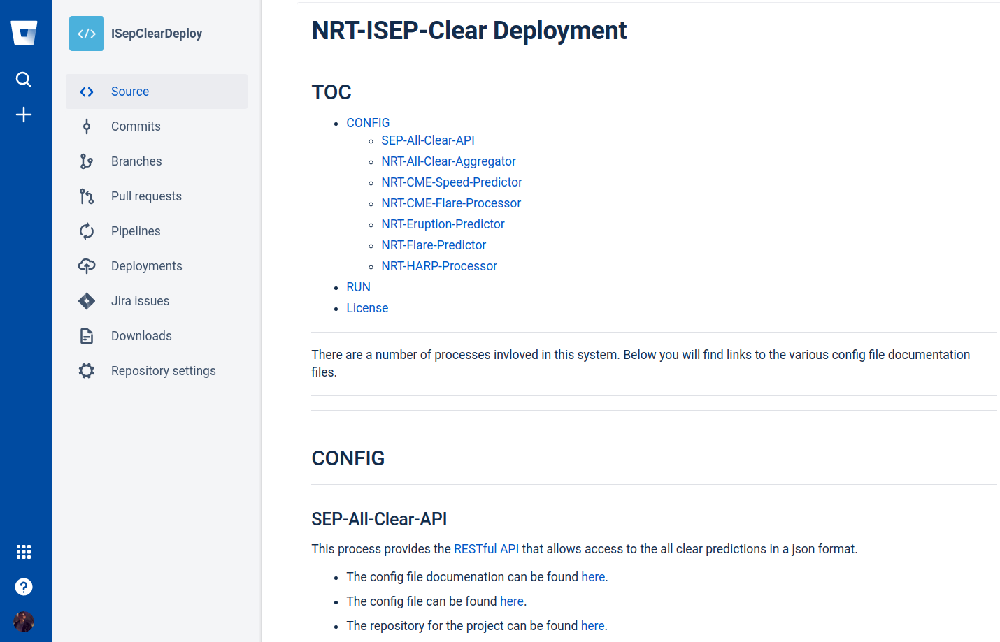 ISepClearDeploy
Source
Commits
Branches
Pull requests
Pipelines
Deployments
Jira issues
Downloads
Repository settings
NRT-ISEP-Clear Deployment
TOC
CONFIG
SEP-All-Clear-API
NRT-All-Clear-Aggregator
NRT-CME-Speed-Predictor
NRT-CME-Flare-Processor
NRT-Eruption-Predictor
NRT-Flare-Predictor
NRT-HARP-Processor
RUN
License
There are a number of processes invloved in this system. Below you will find links to the various config file documentation
files.
CONFIG
SEP-All-Clear-API
This process provides the RESTful API that allows access to the all clear predictions in a json format.
The config file documenation can be found here.
The config file can be found here.
The repository for the project can be found here.